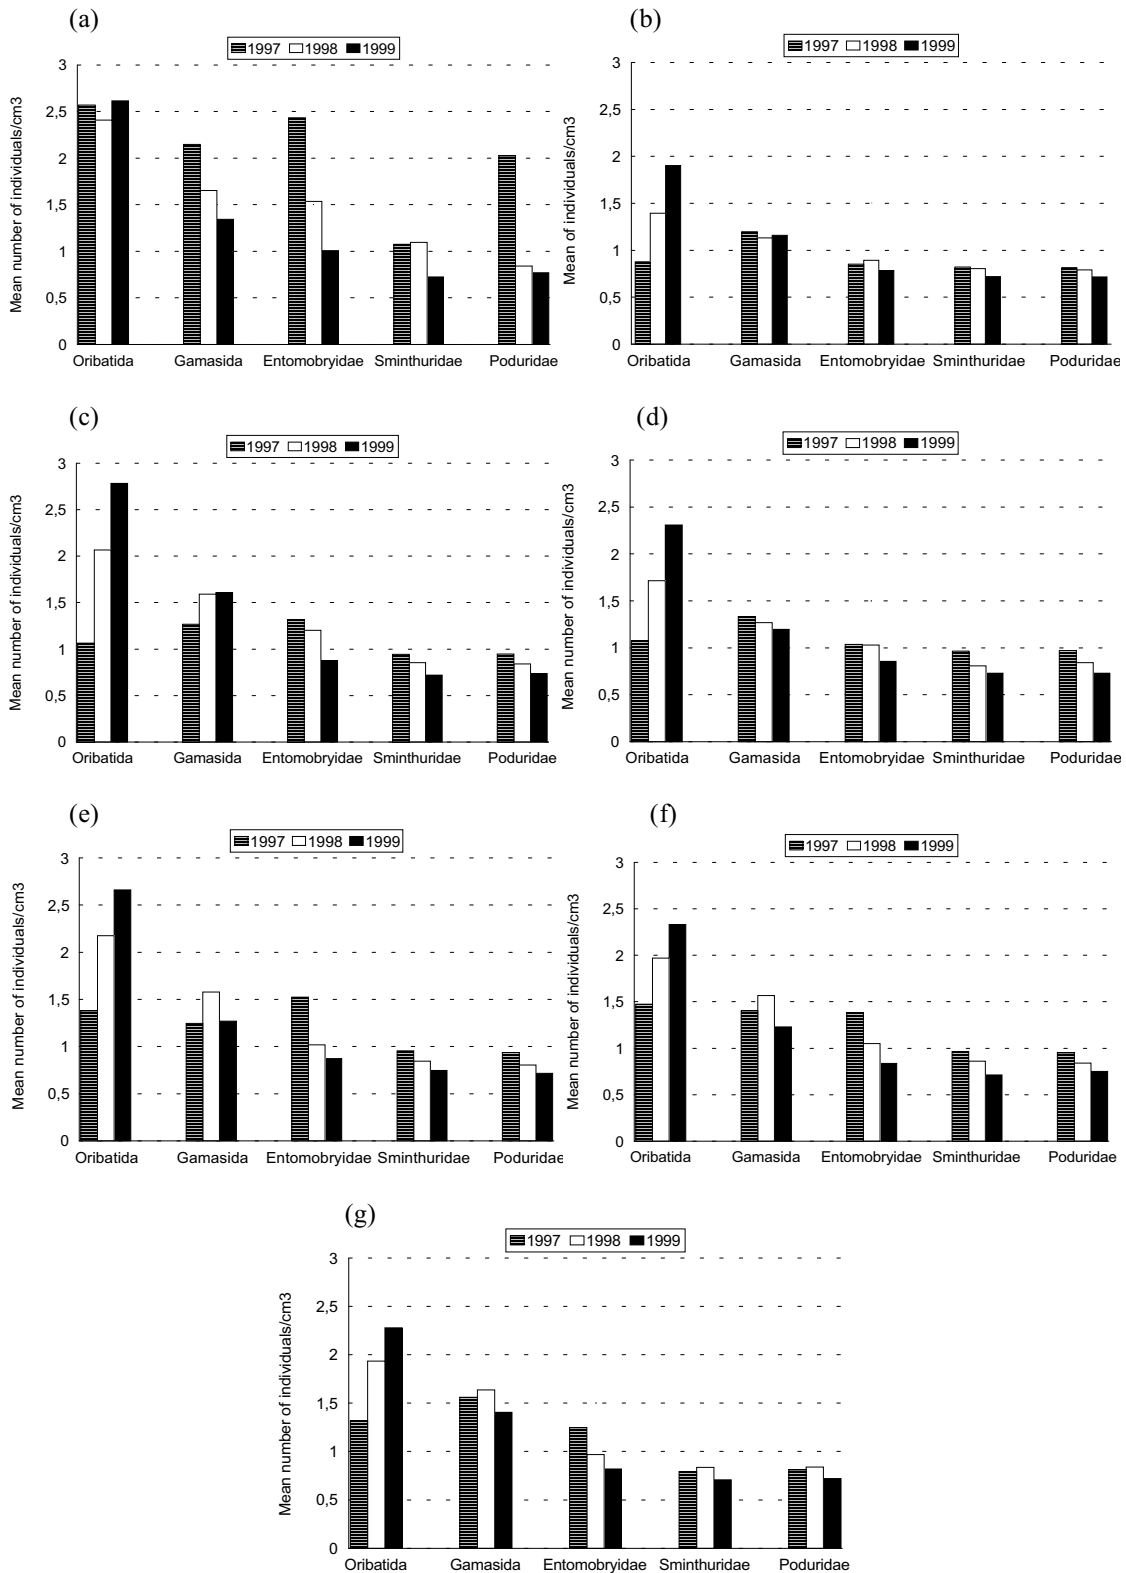 (a)
1997 1998 1999
Mean number of individuals/cm3
3
2,5
2
1,5
1
0,5
0
Oribatida Gamasida Entomobryidae Sminthuridae Poduridae
(b)
1997 1998 1999
Mean of individuals/cm3
3
2,5
2
1,5
1
0,5
0
Oribatida Gamasida Entomobryidae Sminthuridae Poduridae
(c)
1997 1998 1999
Mean number of individuals/cm3
3
2,5
2
1,5
1
0,5
0
Oribatida Gamasida Entomobryidae Sminthuridae Poduridae
(d)
1997 1998 1999
Mean number of individuals/cm3
3
2,5
2
1,5
1
0,5
0
Oribatida Gamasida Entomobryidae Sminthuridae Poduridae
(e)
1997 1998 1999
Mean number of individuals/cm3
3
2,5
2
1,5
1
0,5
0
Oribatida Gamasida Entomobryidae Sminthuridae Poduridae
(f)
1997 1998 1999
Mean number of individuals/cm3
3
2,5
2
1,5
1
0,5
0
Oribatida Gamasida Entomobryidae Sminthuridae Poduridae
(g)
1997 1998 1999
Mean number of individuals/cm3
3
2,5
2
1,5
1
0,5
0
Oribatida Gamasida Entomobryidae Sminthuridae Poduridae